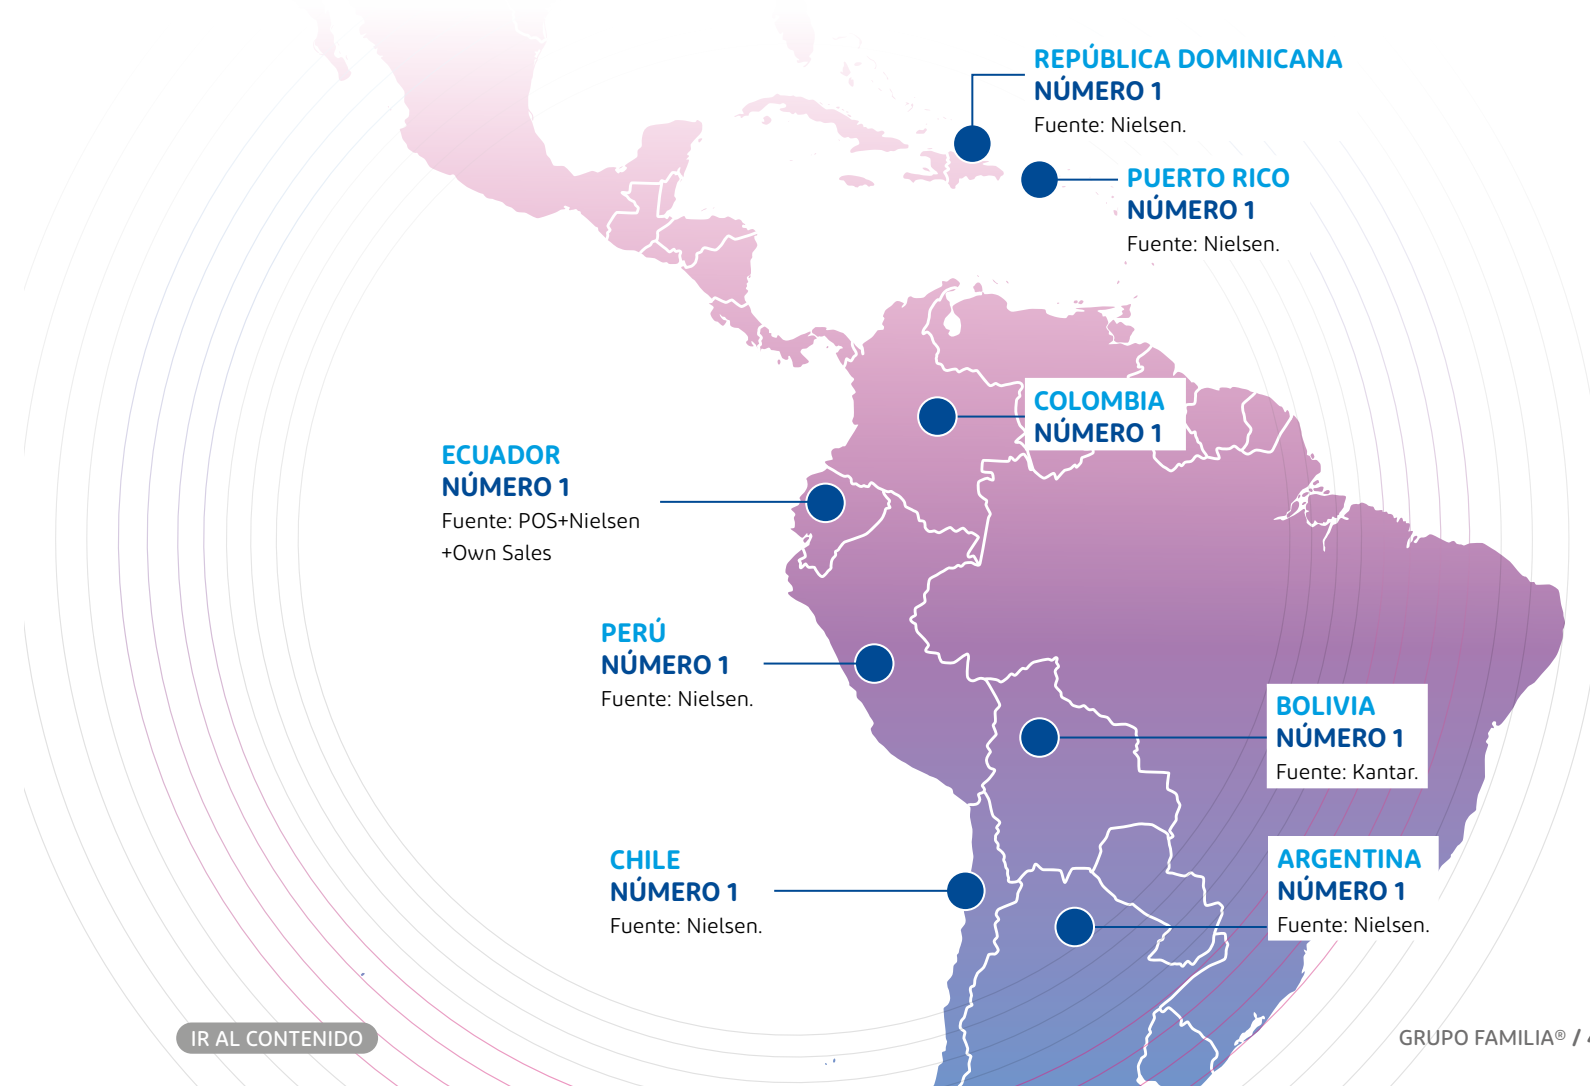 REPÚBLICA DOMINICANA
NÚMERO 1
Fuente: Nielsen.
PUERTO RICO
NÚMERO 1
Fuente: Nielsen.
COLOMBIA
NÚMERO 1
ECUADOR
NÚMERO 1
Fuente: POS+Nielsen
+Own Sales
PERÚ
NÚMERO 1
Fuente: Nielsen.
BOLIVIA
NÚMERO 1
Fuente: Kantar.
CHILE
NÚMERO 1
Fuente: Nielsen.
ARGENTINA
NÚMERO 1
Fuente: Nielsen.
IR AL CONTENIDO
GRUPO FAMILIA® /